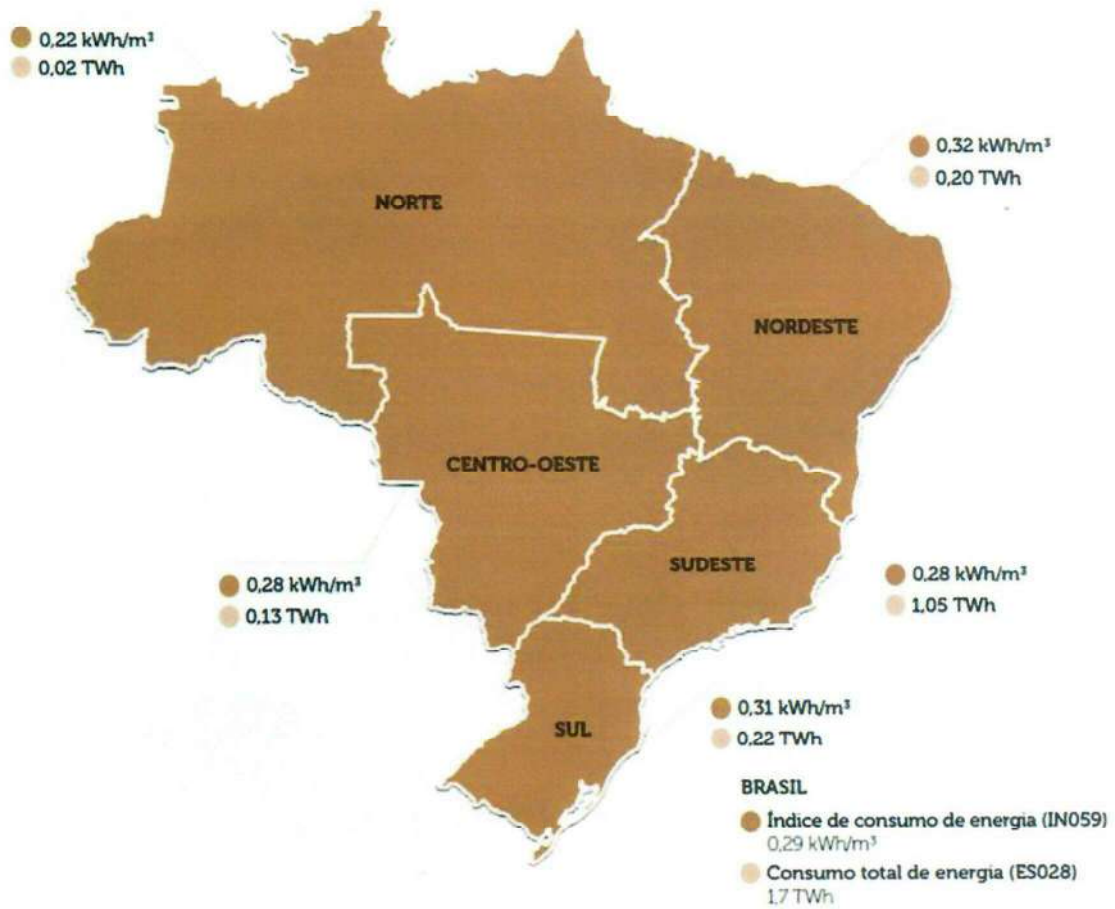 0,22 kWh/m³
0,02 TWh
0,32 kWh/m³
0,20 TWh
NORTE
NORDESTE
CENTRO-OESTE
SUDESTE
0,28 kWh/m³
0,13 TWh
0,28 kWh/m³
1,05 TWh
SUL
0,31 kWh/m³
0,22 TWh
BRASIL
Índice de consumo de energia (IN059)
0,29 kWh/m³
Consumo total de energia (ES028)
1,7 TWh